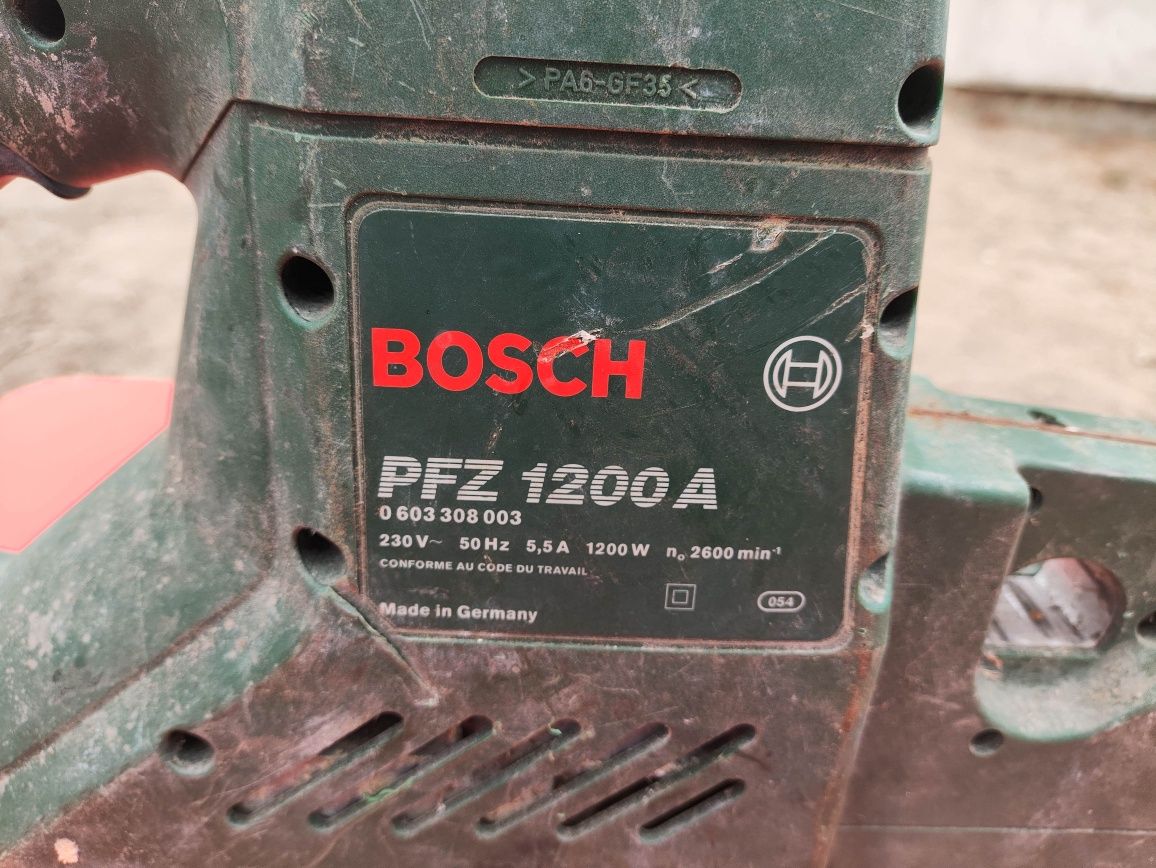 > PA6-GF35 <
BOSCH
PFZ 1200 A
0 603 308 003
230 V~ 50 Hz 5,5 A 1200 W n₀ 2600 min⁻¹
CONFORME AU CODE DU TRAVAIL
Made in Germany
054